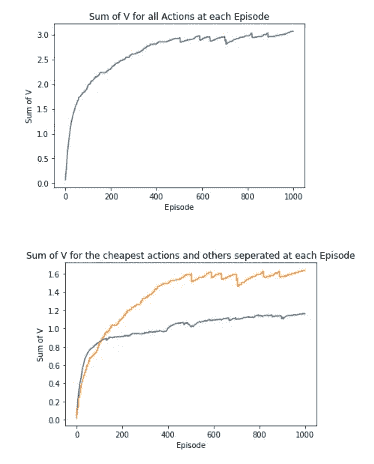 Sum of V for all Actions at each Episode
3.0
2.5
2.0
1.5
1.0
0.5
0.0
Sum of V
0 200 400 600 800 1000
Episode
Sum of V for the cheapest actions and others seperated at each Episode
1.6
1.4
1.2
1.0
0.8
0.6
0.4
0.2
0.0
Sum of V
0 200 400 600 800 1000
Episode